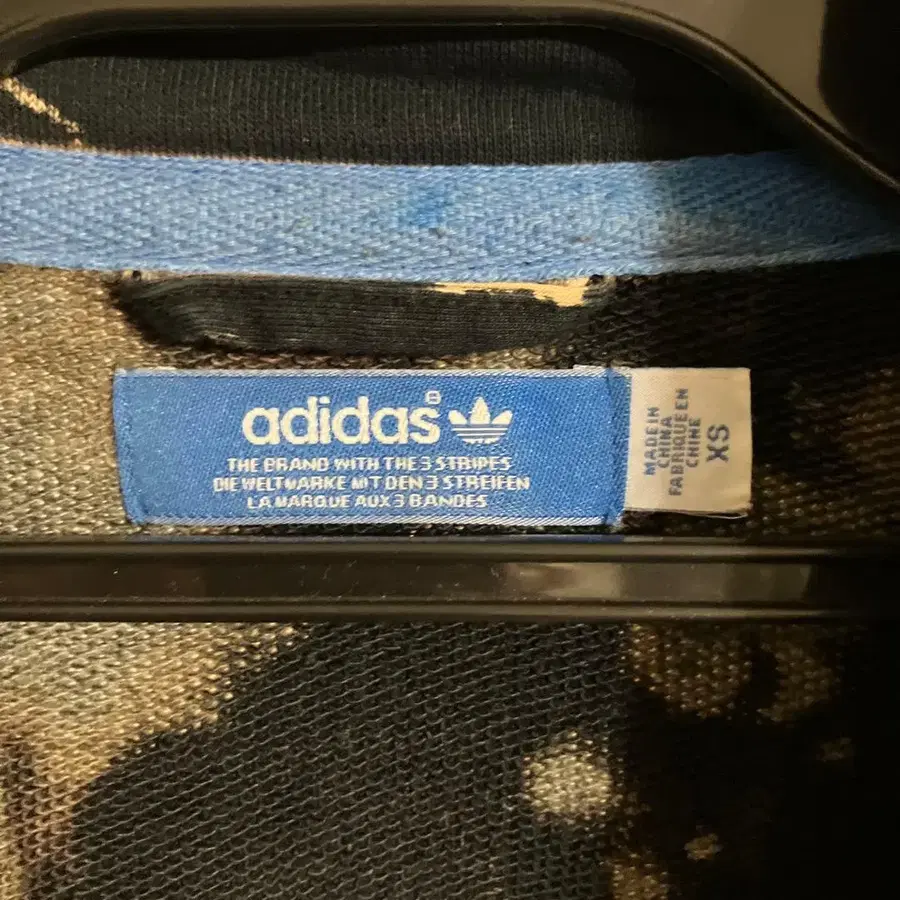 adidas®
THE BRAND WITH THE 3 STRIPES
DIE WELTMARKE MIT DEN 3 STREIFEN
LA MARQUE AUX 3 BANDES
MADE IN
CHINA
FABRIQUE EN
CHINE
XS